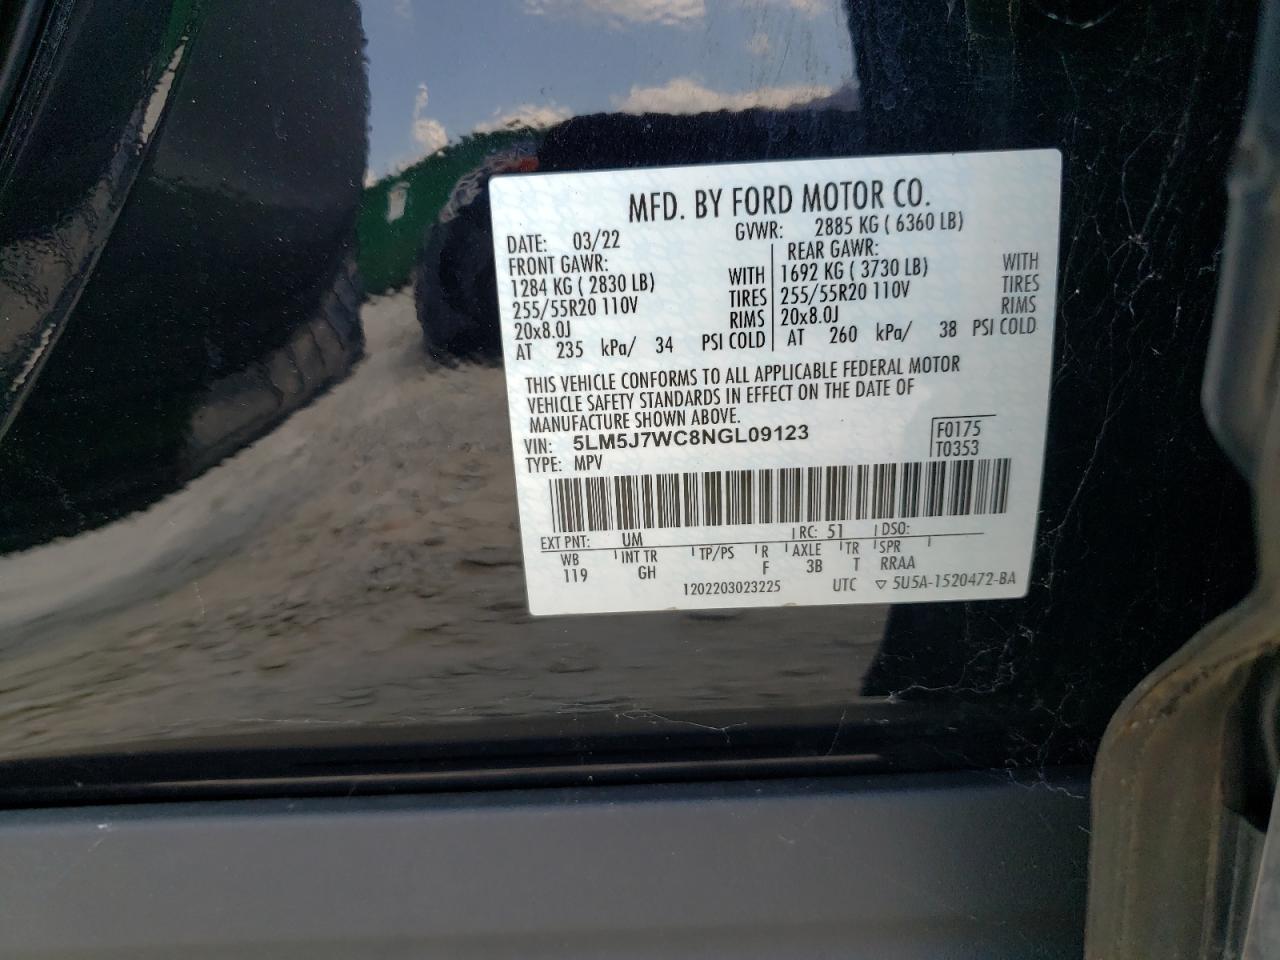 MFD. BY FORD MOTOR CO.
DATE: 03/22 GVWR: 2885 KG ( 6360 LB)
FRONT GAWR: REAR GAWR:
1284 KG ( 2830 LB) WITH 1692 KG ( 3730 LB) WITH
255/55R20 110V TIRES 255/55R20 110V TIRES
20x8.0J RIMS 20x8.0J RIMS
AT 235 kPa/ 34 PSI COLD AT 260 kPa/ 38 PSI COLD
THIS VEHICLE CONFORMS TO ALL APPLICABLE FEDERAL MOTOR
VEHICLE SAFETY STANDARDS IN EFFECT ON THE DATE OF
MANUFACTURE SHOWN ABOVE.
VIN: 5LM5J7WC8NGL09123 F0175
TYPE: MPV T0353
EXT PNT: UM RC: 51 DSO:
WB INT TR TP/PS R AXLE TR SPR
119 GH F 3B T RRAA
1202203023225 UTC ▽ 5U5A-1520472-BA